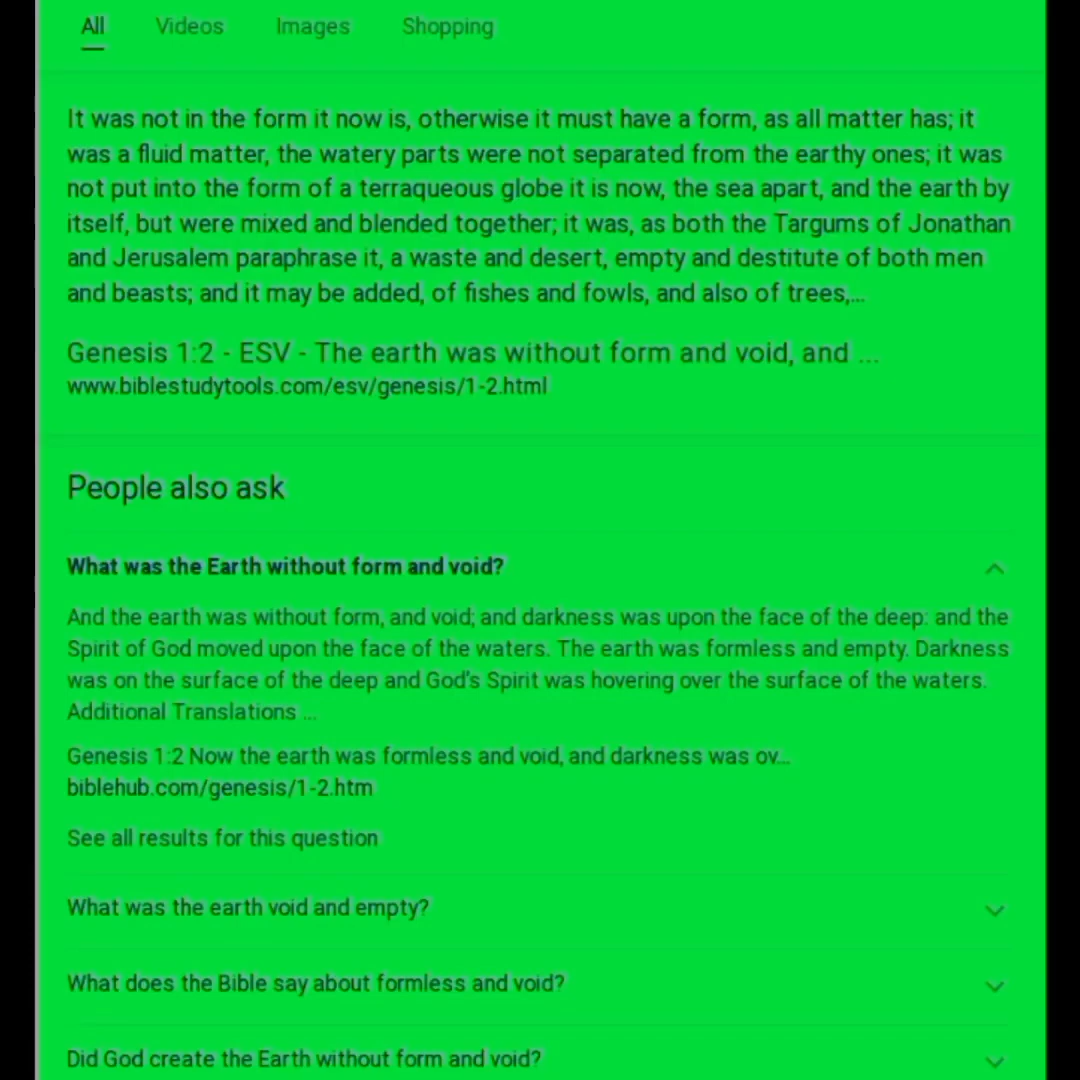 All Videos Images Shopping
It was not in the form it now is, otherwise it must have a form, as all matter has; it
was a fluid matter, the watery parts were not separated from the earthy ones; it was
not put into the form of a terraqueous globe it is now, the sea apart, and the earth by
itself, but were mixed and blended together; it was, as both the Targums of Jonathan
and Jerusalem paraphrase it, a waste and desert, empty and destitute of both men
and beasts; and it may be added, of fishes and fowls, and also of trees,...
Genesis 1:2 - ESV - The earth was without form and void, and ...
www.biblestudytools.com/esv/genesis/1-2.html
People also ask
What was the Earth without form and void?
And the earth was without form, and void; and darkness was upon the face of the deep: and the
Spirit of God moved upon the face of the waters. The earth was formless and empty. Darkness
was on the surface of the deep and God's Spirit was hovering over the surface of the waters.
Additional Translations ...
Genesis 1:2 Now the earth was formless and void, and darkness was ov...
biblehub.com/genesis/1-2.htm
See all results for this question
What was the earth void and empty?
What does the Bible say about formless and void?
Did God create the Earth without form and void?